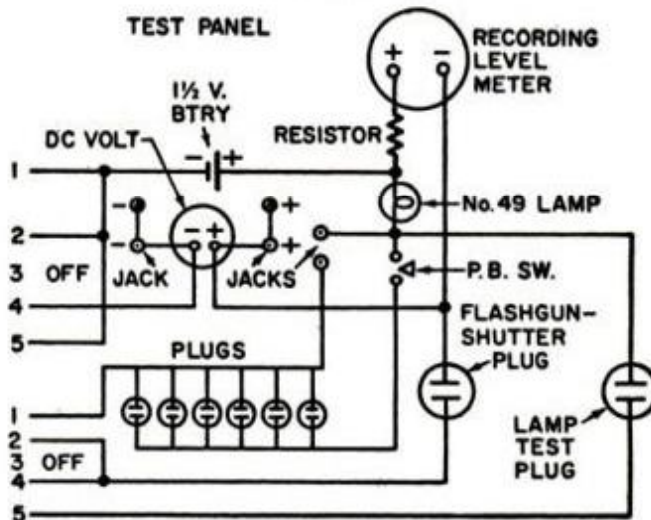 TEST PANEL
RECORDING
LEVEL
METER
+ -
1½ V.
BTRY
RESISTOR
DC VOLT
- +
1
No. 49 LAMP
- - + + +
2
3 OFF
JACK
JACKS
P.B. SW.
4
FLASHGUN-
SHUTTER
PLUG
5
PLUGS
1
2
3 OFF
4
LAMP
TEST
PLUG
5